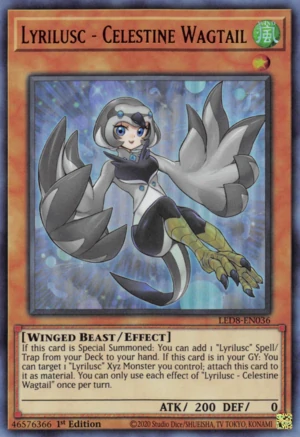 Lyrilusc - Celestine Wagtail
風
LED8-EN036
[Winged Beast/Effect]
If this card is Special Summoned: You can add 1 "Lyrilusc" Spell/
Trap from your Deck to your hand. If this card is in your GY: You
can target 1 "Lyrilusc" Xyz Monster you control; attach this card to
it as material. You can only use each effect of "Lyrilusc - Celestine
Wagtail" once per turn.
ATK/ 200 DEF/ 0
46576366 1st Edition ©2020 Studio Dice/SHUEISHA, TV TOKYO, KONAMI